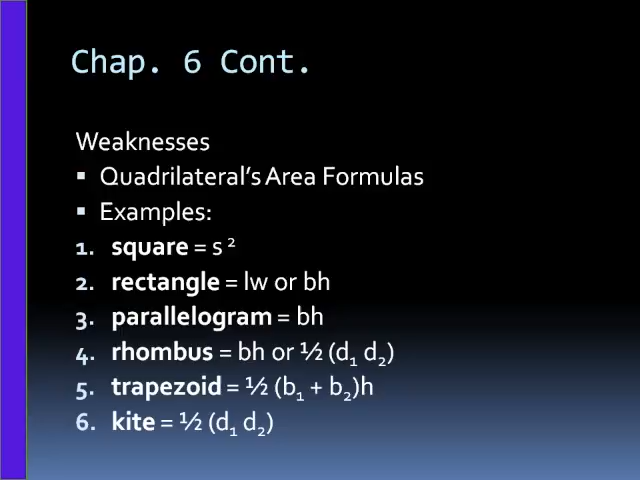 Chap. 6 Cont.
Weaknesses
▪ Quadrilateral's Area Formulas
▪ Examples:
1. square = s²
2. rectangle = lw or bh
3. parallelogram = bh
4. rhombus = bh or ½ (d₁ d₂)
5. trapezoid = ½ (b₁ + b₂)h
6. kite = ½ (d₁ d₂)